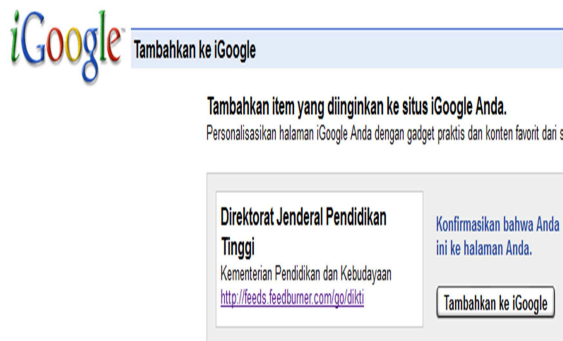 iGoogle™ Tambahkan ke iGoogle
Tambahkan item yang diinginkan ke situs iGoogle Anda.
Personalisasikan halaman iGoogle Anda dengan gadget praktis dan konten favorit dari s
Direktorat Jenderal Pendidikan
Tinggi
Kementerian Pendidikan dan Kebudayaan
http://feeds.feedburner.com/go/dikti
Konfirmasikan bahwa Anda
ini ke halaman Anda.
Tambahkan ke iGoogle